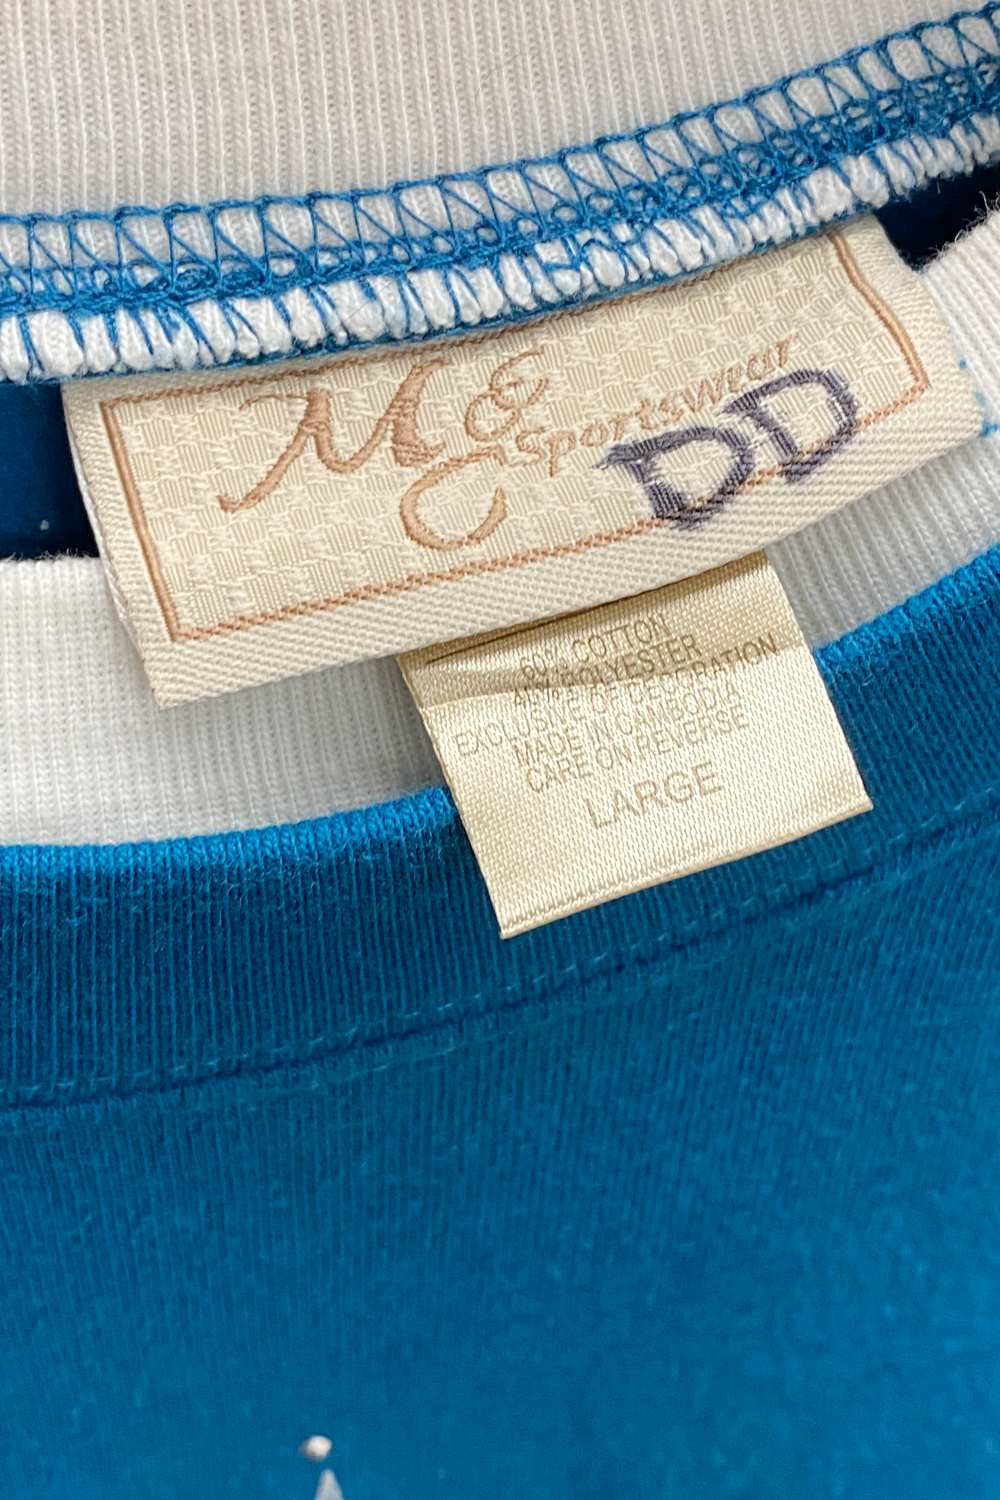 M&C Sportswear
DD
60% COTTON
40% POLYESTER
EXCLUSIVE OF DECORATION
MADE IN CAMBODIA
CARE ON REVERSE
LARGE